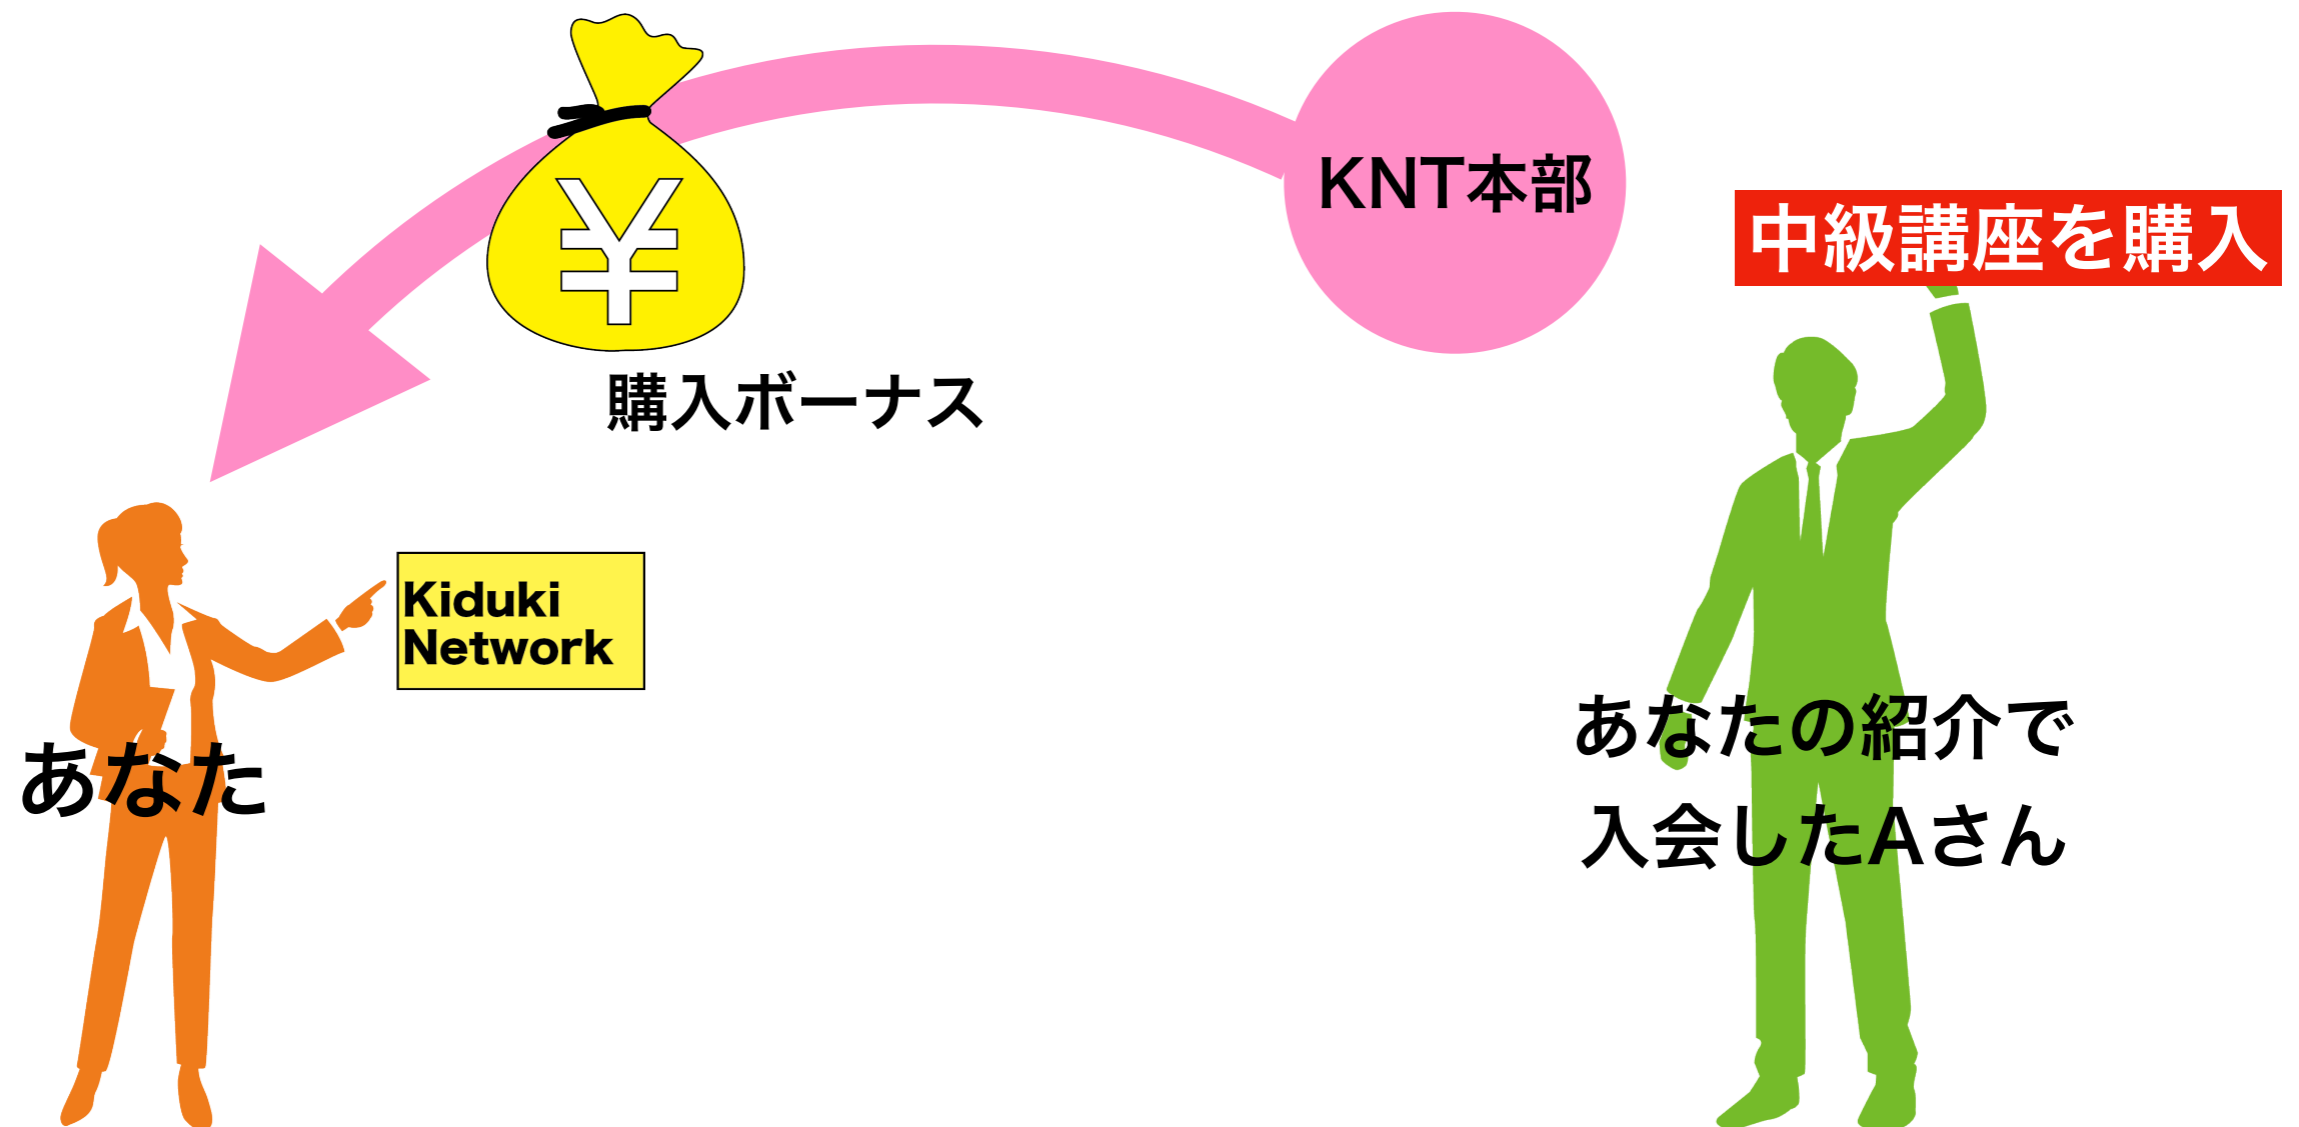 KNT本部
中級講座を購入
¥
購入ボーナス
Kiduki
Network
あなた
あなたの紹介で
入会したAさん